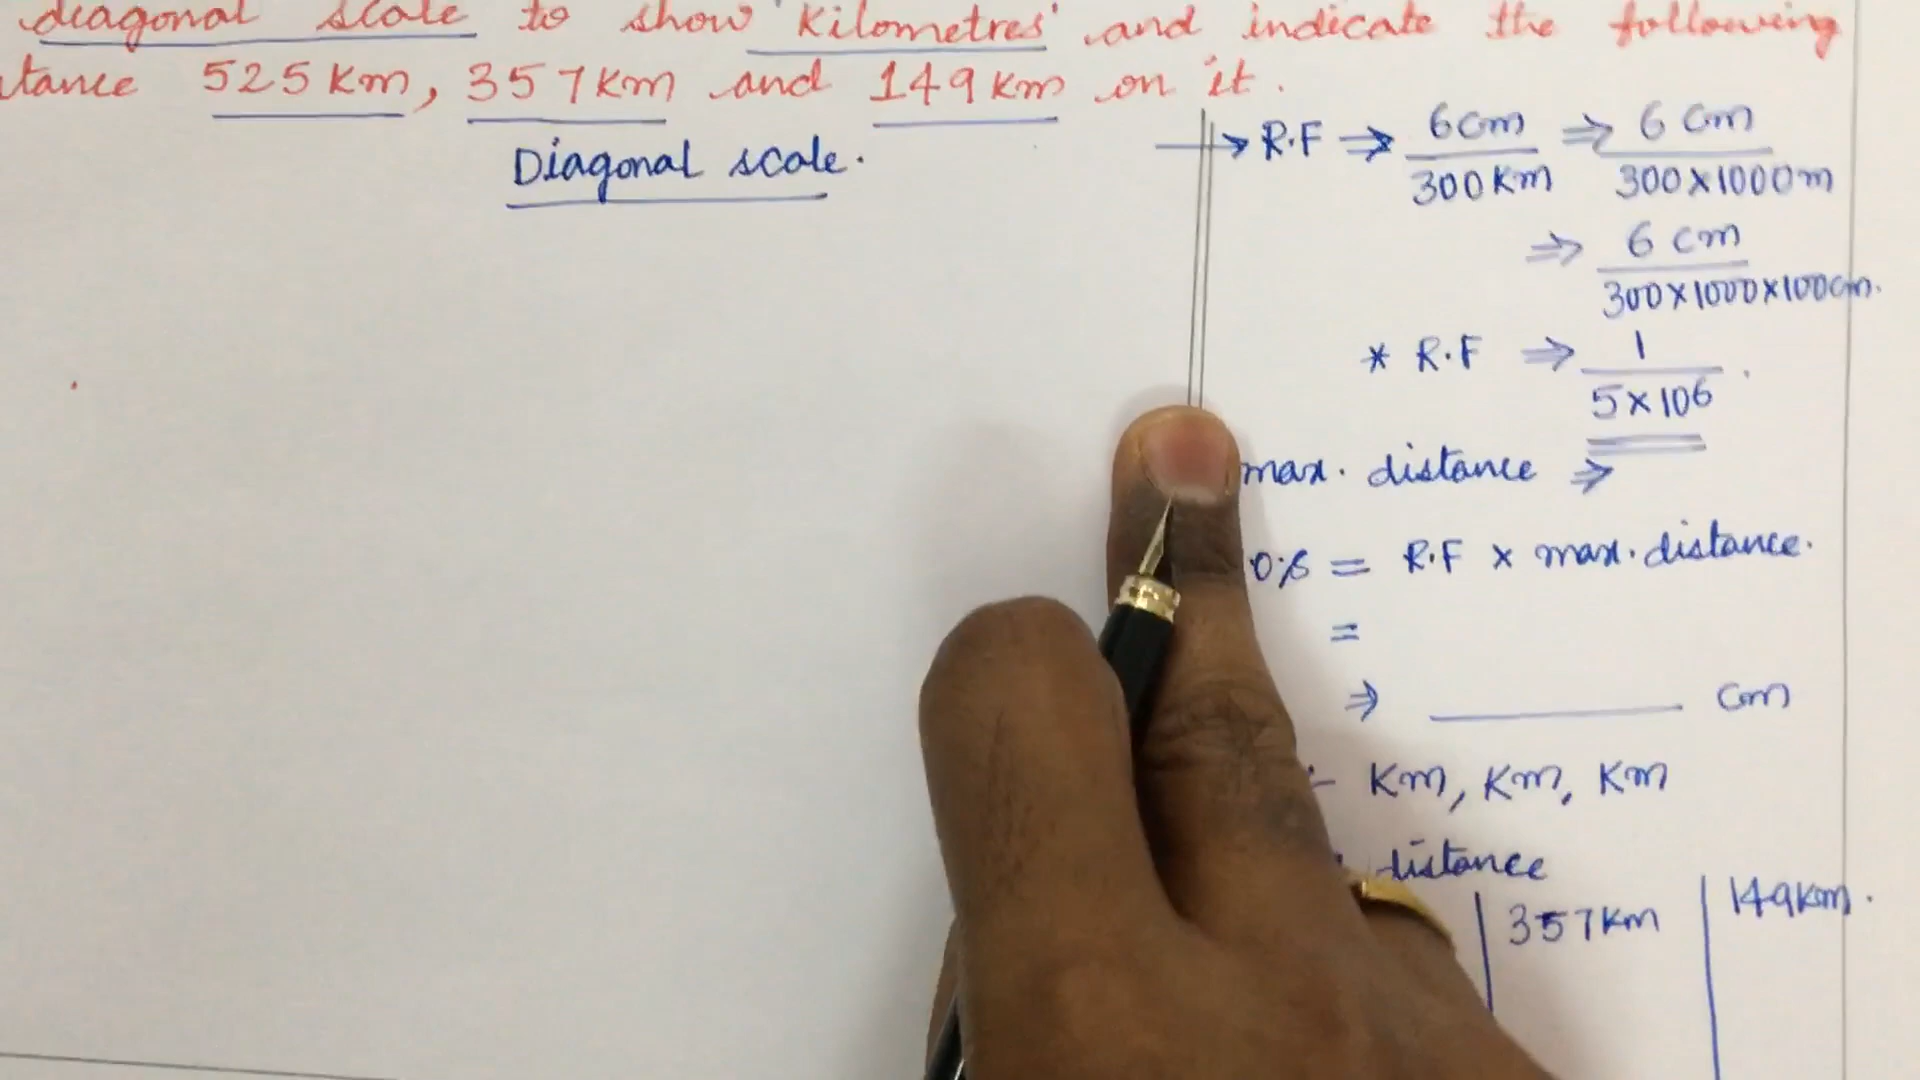 diagonal scale to show 'Kilometres' and indicate the following
tance 525 Km, 357 Km and 149 Km on it.
Diagonal scale.
→ R.F ⇒ 6 cm / 300 Km ⇒ 6 cm / 300×1000 m
⇒ 6 cm / 300×1000×100 cm.
* R.F ⇒ 1 / 5×10⁶.
max. distance ⇒
= R.F × max. distance.
=
⇒ ______ cm
Km, Km, Km
distance
357 Km | 149 Km.